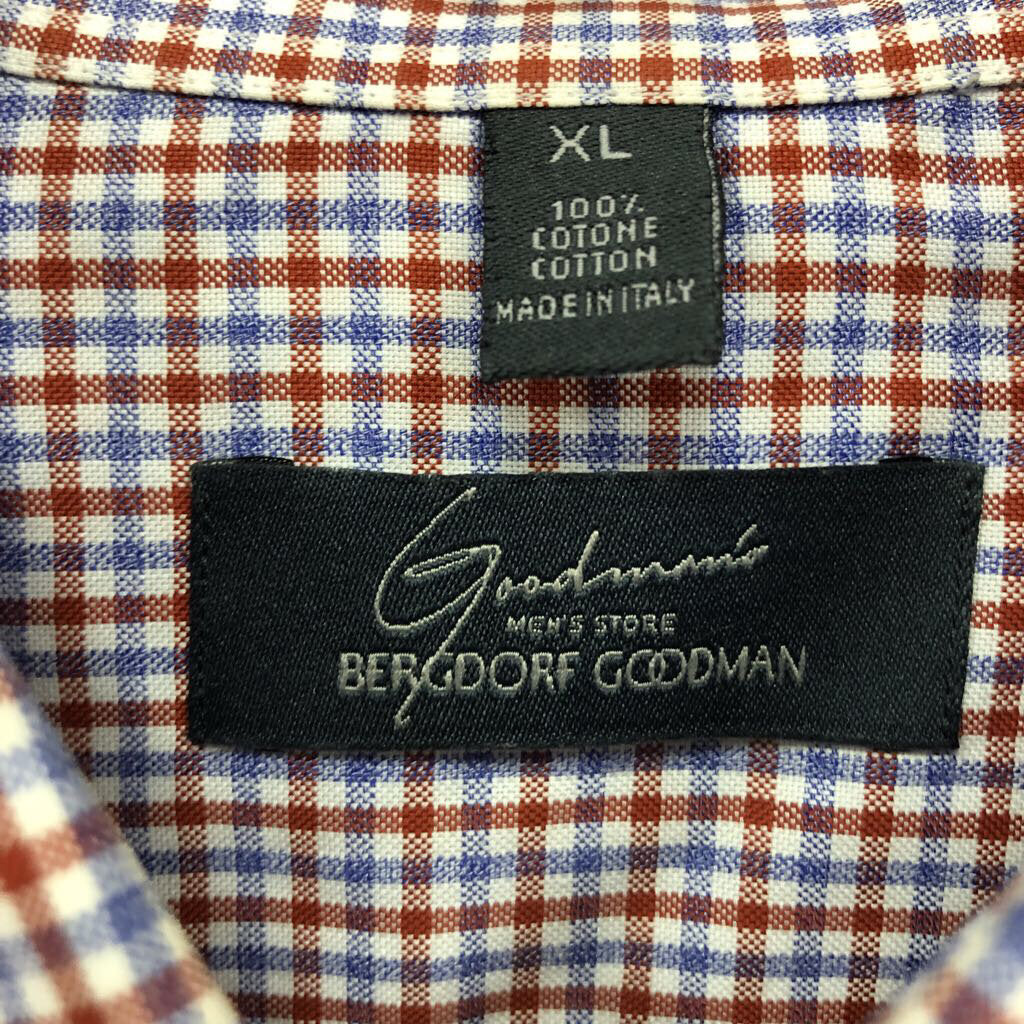 XL
100%
COTONE
COTTON
MADE IN ITALY
Goodman's
MEN'S STORE
BERGDORF GOODMAN